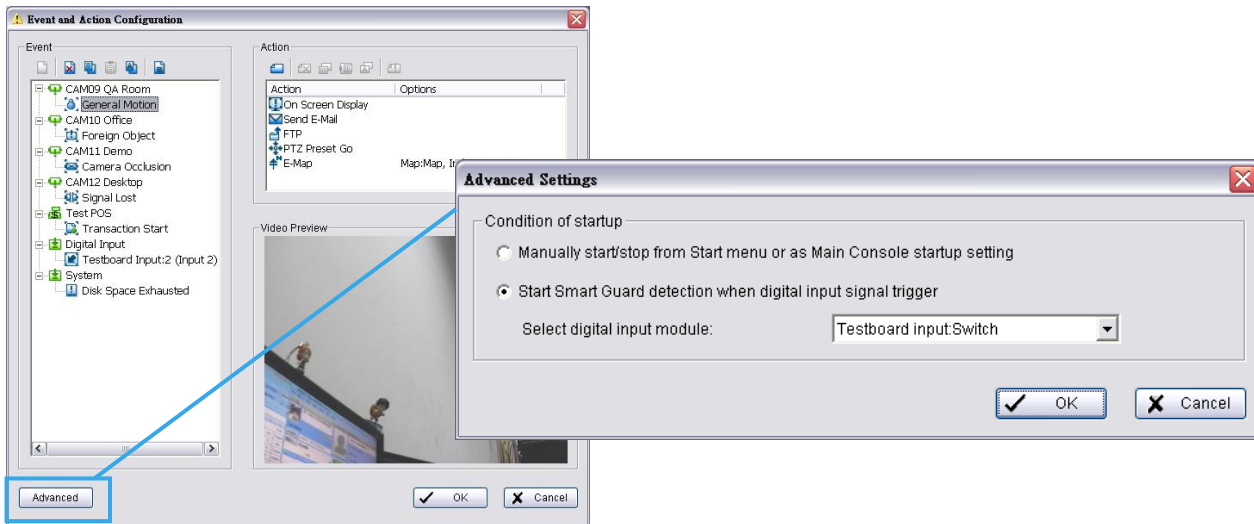 Event and Action Configuration
Event
CAM09 QA Room
General Motion
CAM10 Office
Foreign Object
CAM11 Demo
Camera Occlusion
CAM12 Desktop
Signal Lost
Test POS
Transaction Start
Digital Input
Testboard Input:2 (Input 2)
System
Disk Space Exhausted
Advanced
Action
Action Options
On Screen Display
Send E-Mail
FTP
PTZ Preset Go
E-Map Map:Map,
Video Preview
OK Cancel
Advanced Settings
Condition of startup
Manually start/stop from Start menu or as Main Console startup setting
Start Smart Guard detection when digital input signal trigger
Select digital input module: Testboard input:Switch
OK Cancel